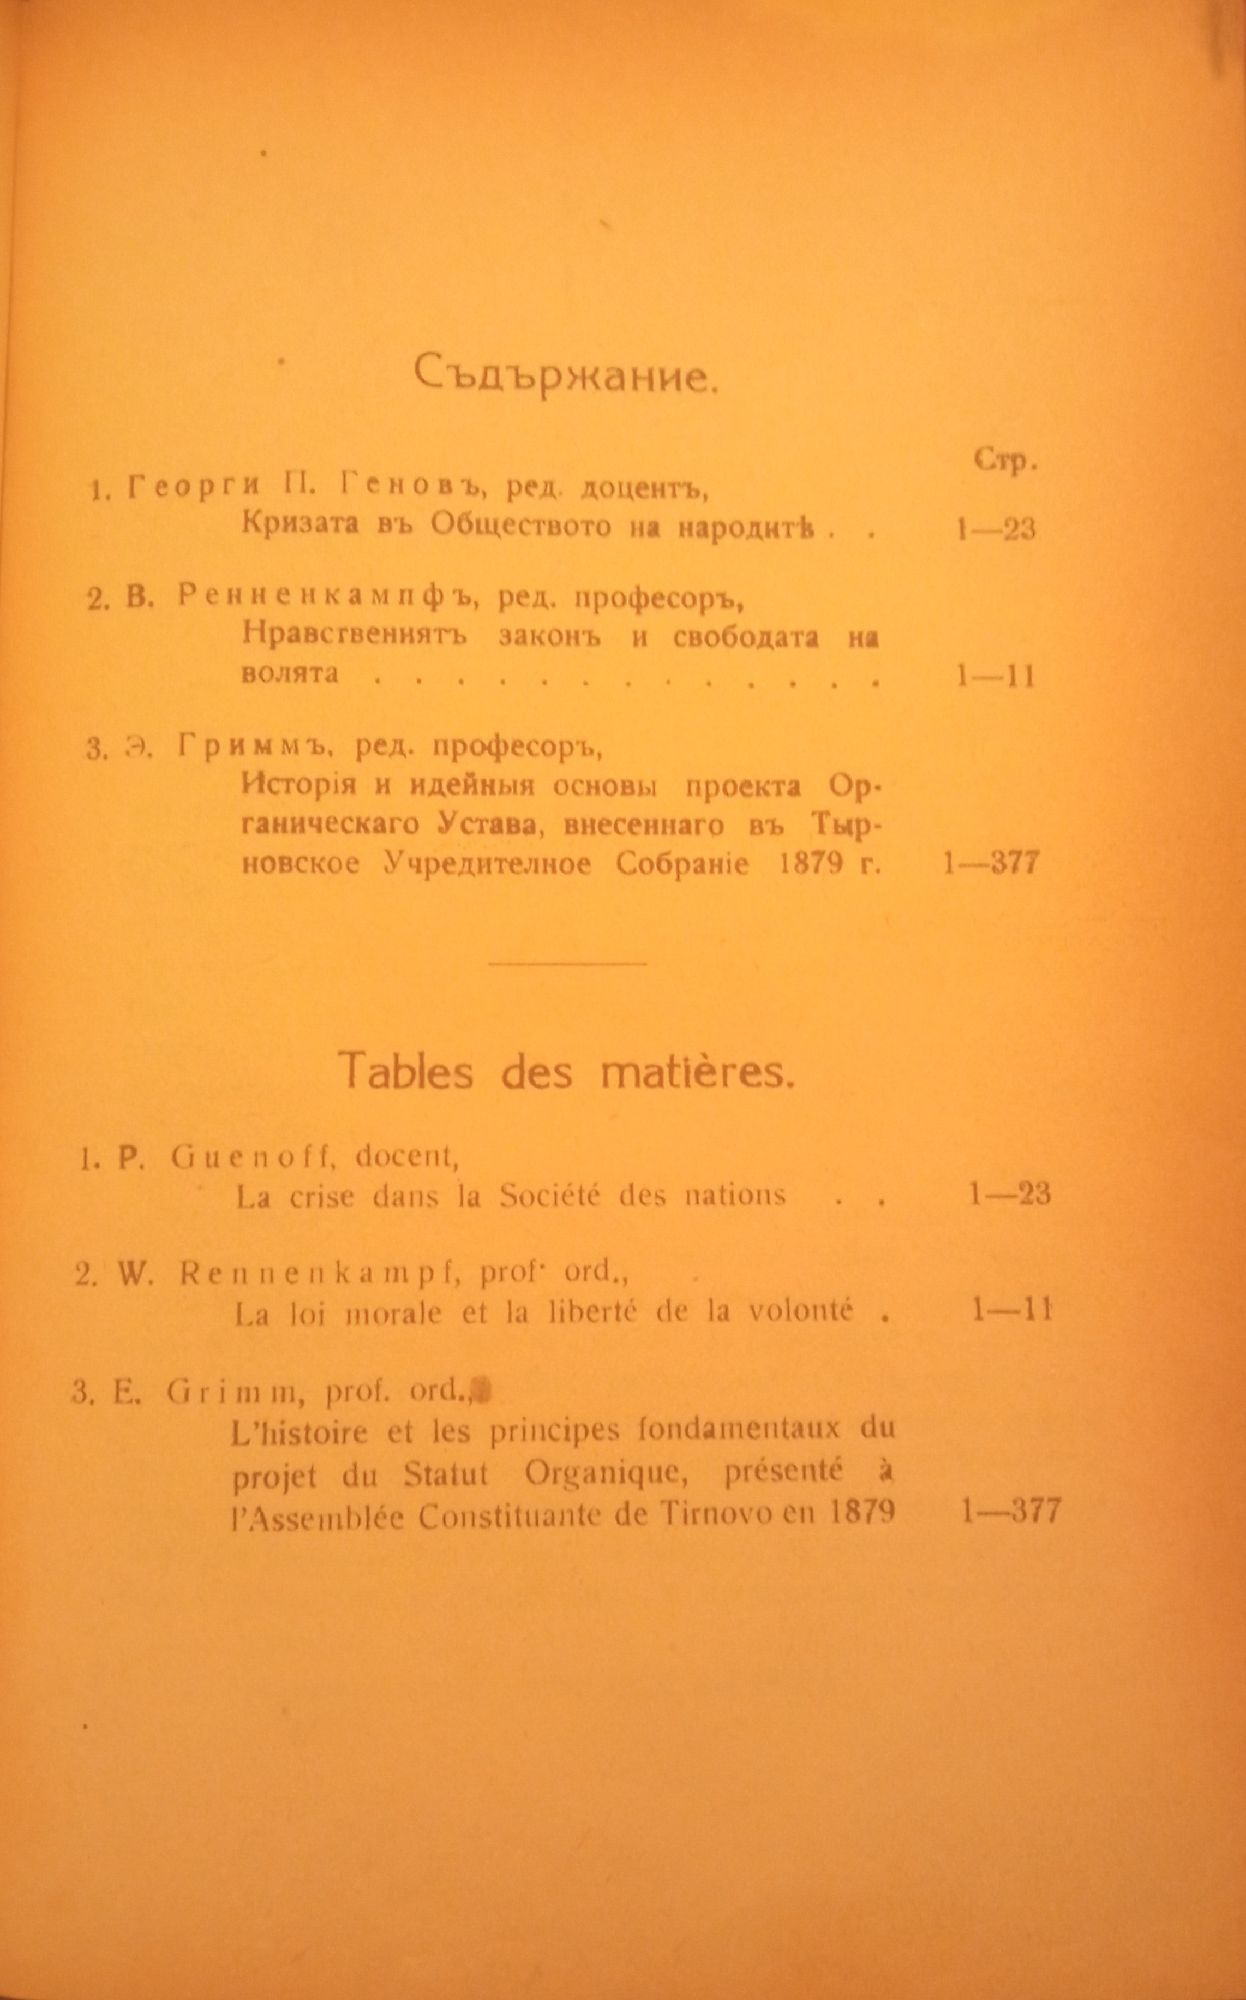 Съдържание.
Стр.
1. Георги П. Геновъ, ред. доцентъ,
Кризата въ Обществото на народитѣ . . 1—23
2. В. Ренненкампфъ, ред. професоръ,
Нравствениятъ законъ и свободата на
волята . . . . . . . . . . . . . 1—11
3. Э. Гриммъ, ред. професоръ,
Исторія и идейныя основы проекта Ор-
ганическаго Устава, внесеннаго въ Тыр-
новское Учредителное Собраніе 1879 г. 1—377
Tables des matières.
1. P. Guenoff, docent,
La crise dans la Société des nations . . 1—23
2. W. Rennenkampf, prof· ord.,
La loi morale et la liberté de la volonté . 1—11
3. E. Grimm, prof. ord.,
L'histoire et les principes fondamentaux du
projet du Statut Organique, présenté à
l'Assemblée Constituante de Tirnovo en 1879 1—377